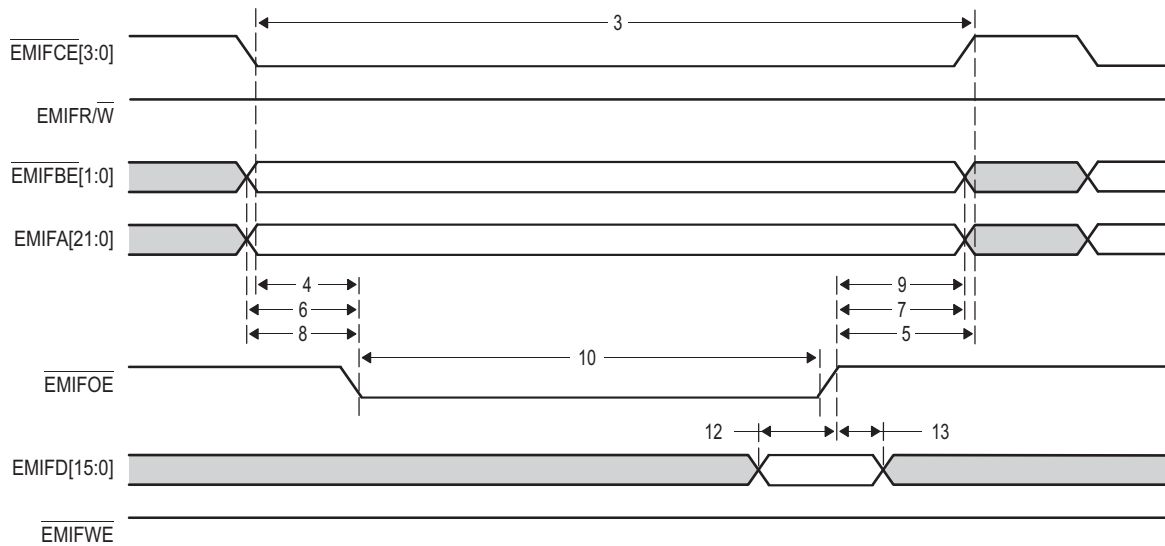 3
EMIFCE[3:0]
EMIFR/W
EMIFBE[1:0]
EMIFA[21:0]
4 9
6 7
8 5
10
EMIFOE
12 13
EMIFD[15:0]
EMIFWE